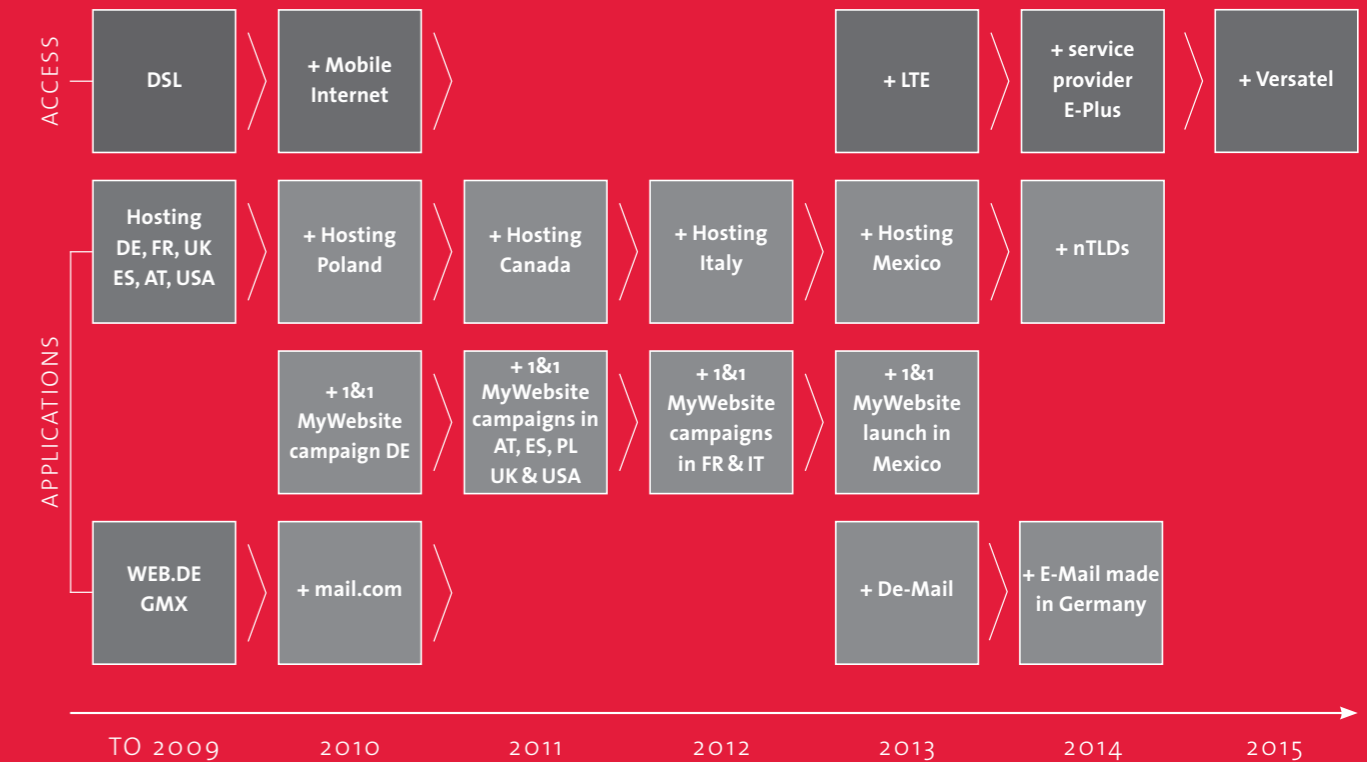 ACCESS
DSL
+ Mobile
Internet
+ LTE
+ service
provider
E-Plus
+ Versatel
APPLICATIONS
Hosting
DE, FR, UK
ES, AT, USA
+ Hosting
Poland
+ Hosting
Canada
+ Hosting
Italy
+ Hosting
Mexico
+ nTLDs
+ 1&1
MyWebsite
campaign DE
+ 1&1
MyWebsite
campaigns in
AT, ES, PL
UK & USA
+ 1&1
MyWebsite
campaigns
in FR & IT
+ 1&1
MyWebsite
launch in
Mexico
WEB.DE
GMX
+ mail.com
+ De-Mail
+ E-Mail made
in Germany
TO 2009
2010
2011
2012
2013
2014
2015